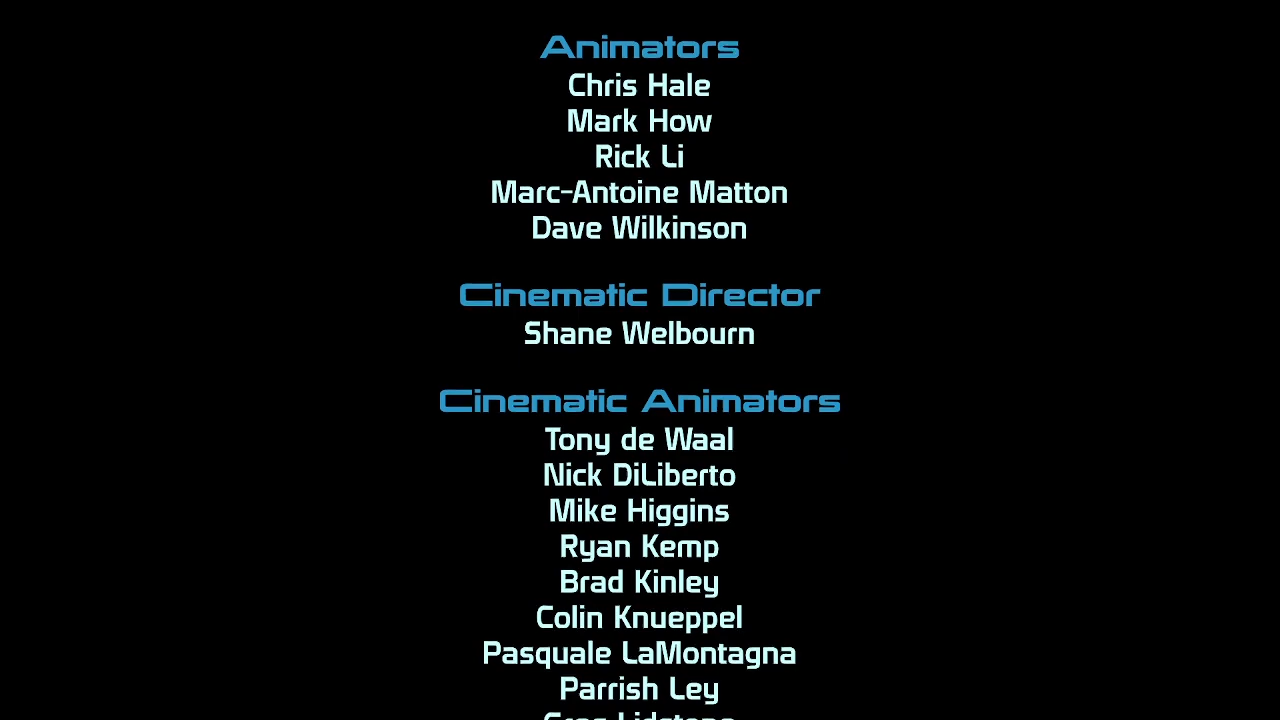 Animators
Chris Hale
Mark How
Rick Li
Marc-Antoine Matton
Dave Wilkinson
Cinematic Director
Shane Welbourn
Cinematic Animators
Tony de Waal
Nick DiLiberto
Mike Higgins
Ryan Kemp
Brad Kinley
Colin Knueppel
Pasquale LaMontagna
Parrish Ley